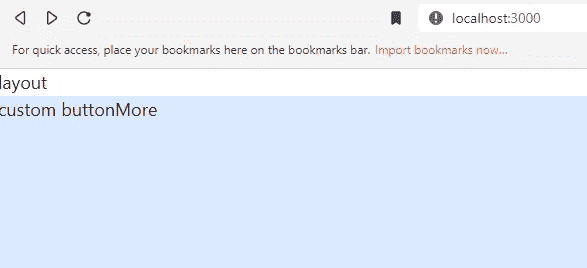 localhost:3000
For quick access, place your bookmarks here on the bookmarks bar. Import bookmarks now...
layout
custom buttonMore